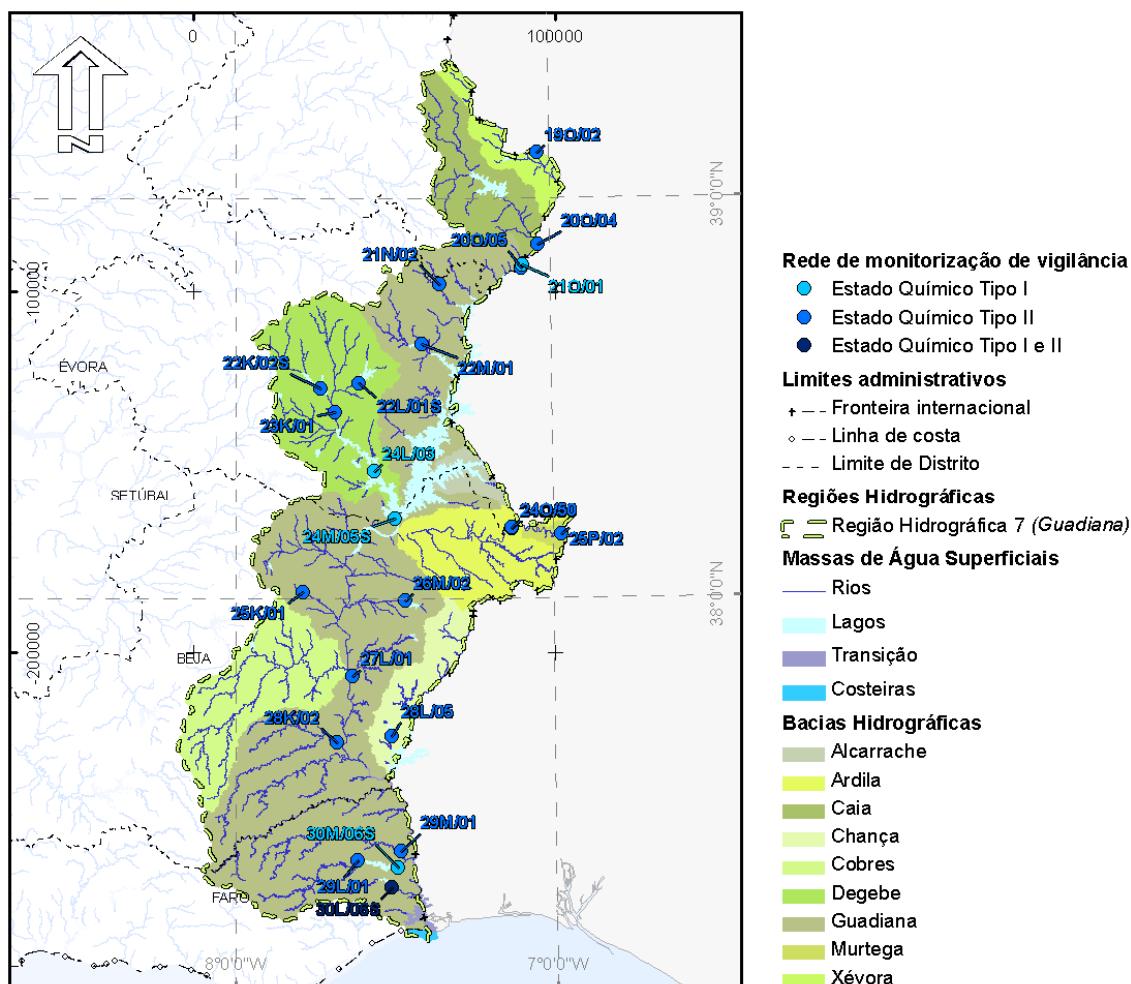 0
100000
N
19O/02
39°0'0"N
20O/04
20O/05
21N/02
21O/01
-100000
ÉVORA
22M/01
22K/02S
22L/01S
23K/01
24L/03
SETÚBAL
24O/50
24M/05S
25P/02
26M/02
38°0'0"N
25K/01
-200000
BEJA
27L/01
28L/05
28K/02
29M/01
30M/06S
29L/01
FARO
30L/06S
8°0'0"W
7°0'0"W
Rede de monitorização de vigilância
Estado Químico Tipo I
Estado Químico Tipo II
Estado Químico Tipo I e II
Limites administrativos
Fronteira internacional
Linha de costa
Limite de Distrito
Regiões Hidrográficas
Região Hidrográfica 7 (Guadiana)
Massas de Água Superficiais
Rios
Lagos
Transição
Costeiras
Bacias Hidrográficas
Alcarrache
Ardila
Caia
Chança
Cobres
Degebe
Guadiana
Murtega
Xévora